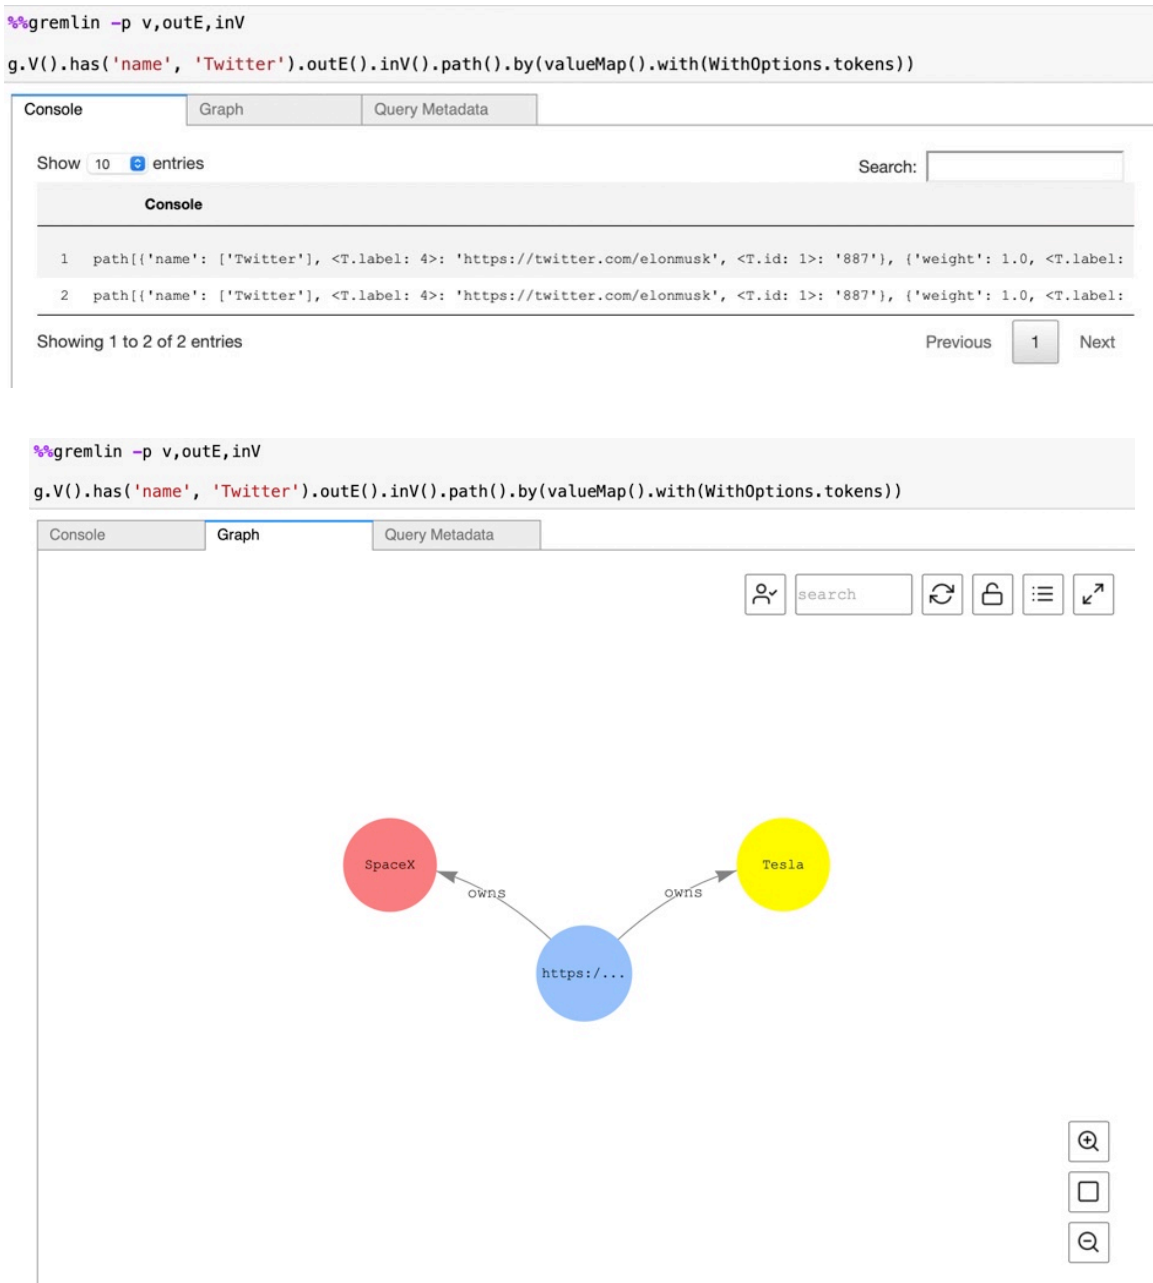 %%gremlin -p v,outE,inV
g.V().has('name', 'Twitter').outE().inV().path().by(valueMap().with(WithOptions.tokens))
Console Graph Query Metadata
Show 10 entries Search:
Console
1 path[{'name': ['Twitter'], <T.label: 4>: 'https://twitter.com/elonmusk', <T.id: 1>: '887'}, {'weight': 1.0, <T.label:
2 path[{'name': ['Twitter'], <T.label: 4>: 'https://twitter.com/elonmusk', <T.id: 1>: '887'}, {'weight': 1.0, <T.label:
Showing 1 to 2 of 2 entries Previous 1 Next
%%gremlin -p v,outE,inV
g.V().has('name', 'Twitter').outE().inV().path().by(valueMap().with(WithOptions.tokens))
Console Graph Query Metadata
search
SpaceX Tesla
owns owns
https:/...